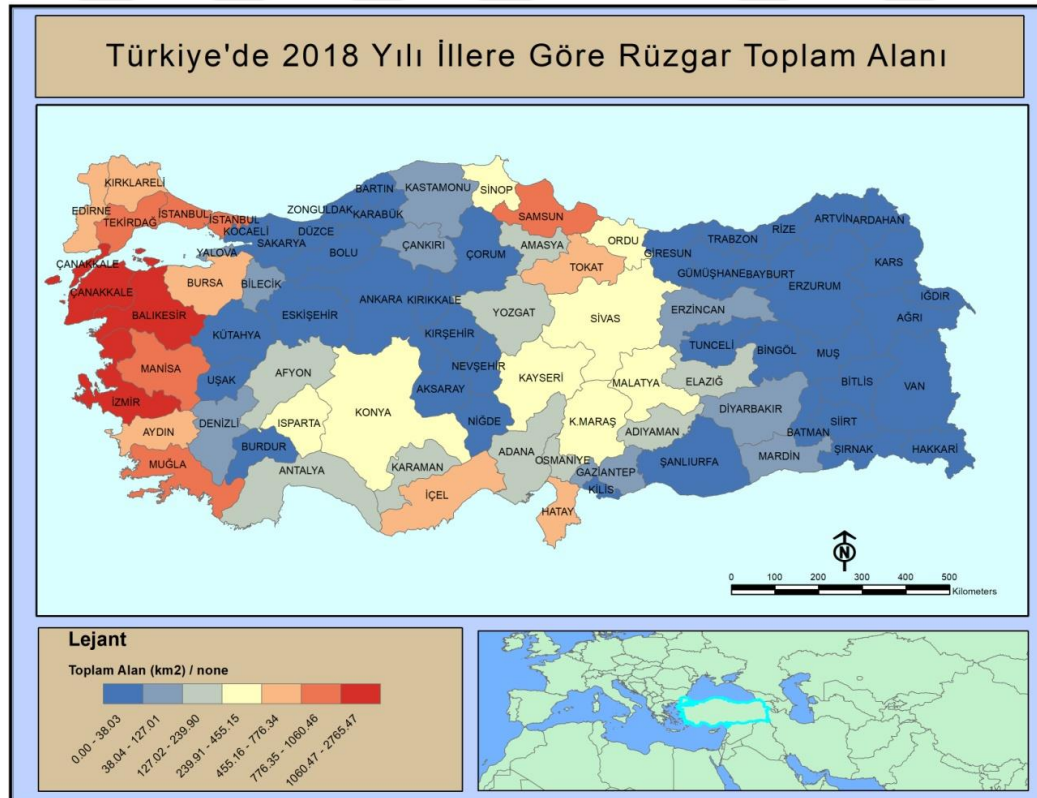 Türkiye'de 2018 Yılı İllere Göre Rüzgar Toplam Alanı
KIRKLARELİ
EDİRNE
TEKİRDAĞ
İSTANBUL
İSTANBUL
KOCAELİ
SAKARYA
YALOVA
ZONGULDAK
DÜZCE
BARTIN
KARABÜK
KASTAMONU
SİNOP
SAMSUN
ÇANKIRI
ÇORUM
AMASYA
ORDU
TOKAT
GİRESUN
TRABZON
RİZE
ARTVİN
ARDAHAN
GÜMÜŞHANE
BAYBURT
ERZURUM
KARS
IĞDIR
AĞRI
ÇANAKKALE
ÇANAKKALE
BALIKESİR
BURSA
BİLECİK
BOLU
ESKİŞEHİR
ANKARA
KIRIKKALE
KIRŞEHİR
YOZGAT
SİVAS
ERZİNCAN
TUNCELİ
BİNGÖL
MUŞ
BİTLİS
VAN
KÜTAHYA
MANİSA
İZMİR
UŞAK
AFYON
KONYA
AKSARAY
NEVŞEHİR
NİĞDE
KAYSERİ
MALATYA
ELAZIĞ
DİYARBAKIR
BATMAN
SİİRT
ŞIRNAK
HAKKARİ
AYDIN
DENİZLİ
ISPARTA
BURDUR
MUĞLA
ANTALYA
KARAMAN
İÇEL
ADANA
OSMANİYE
K.MARAŞ
ADIYAMAN
GAZİANTEP
KİLİS
ŞANLIURFA
MARDİN
HATAY
N
0 100 200 300 400 500
Kilometers
Lejant
Toplam Alan (km2) / none
0.00 - 38.03
38.04 - 127.01
127.02 - 239.90
239.91 - 455.15
455.16 - 776.34
776.35 - 1060.46
1060.47 - 2765.47